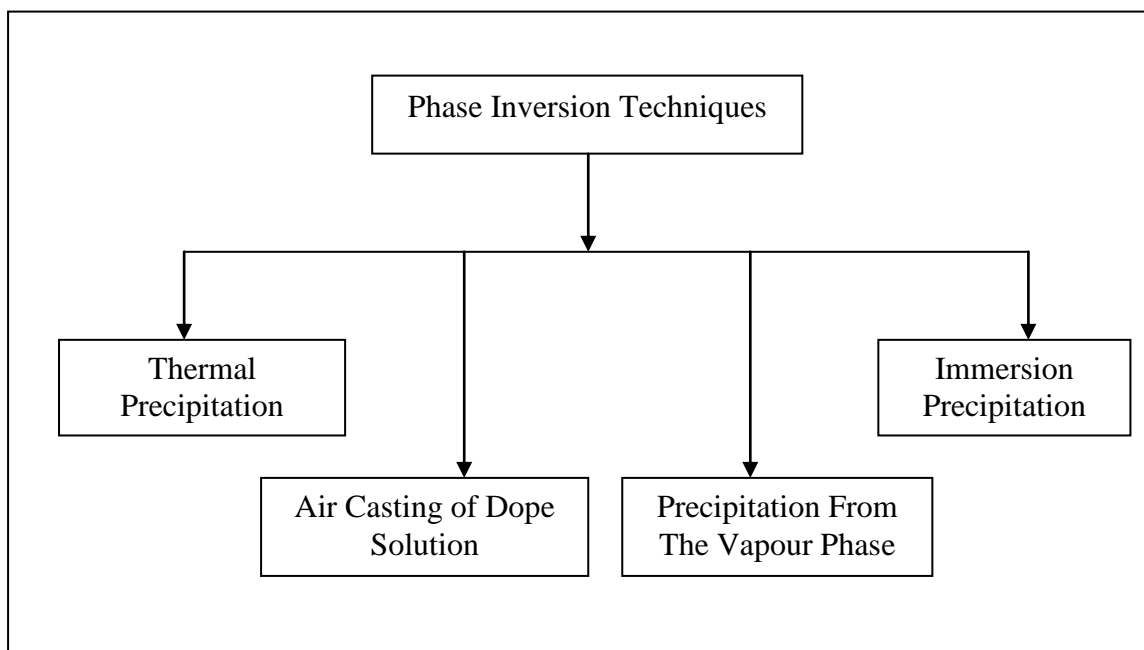 Phase Inversion Techniques
Thermal
Precipitation
Immersion
Precipitation
Air Casting of Dope
Solution
Precipitation From
The Vapour Phase